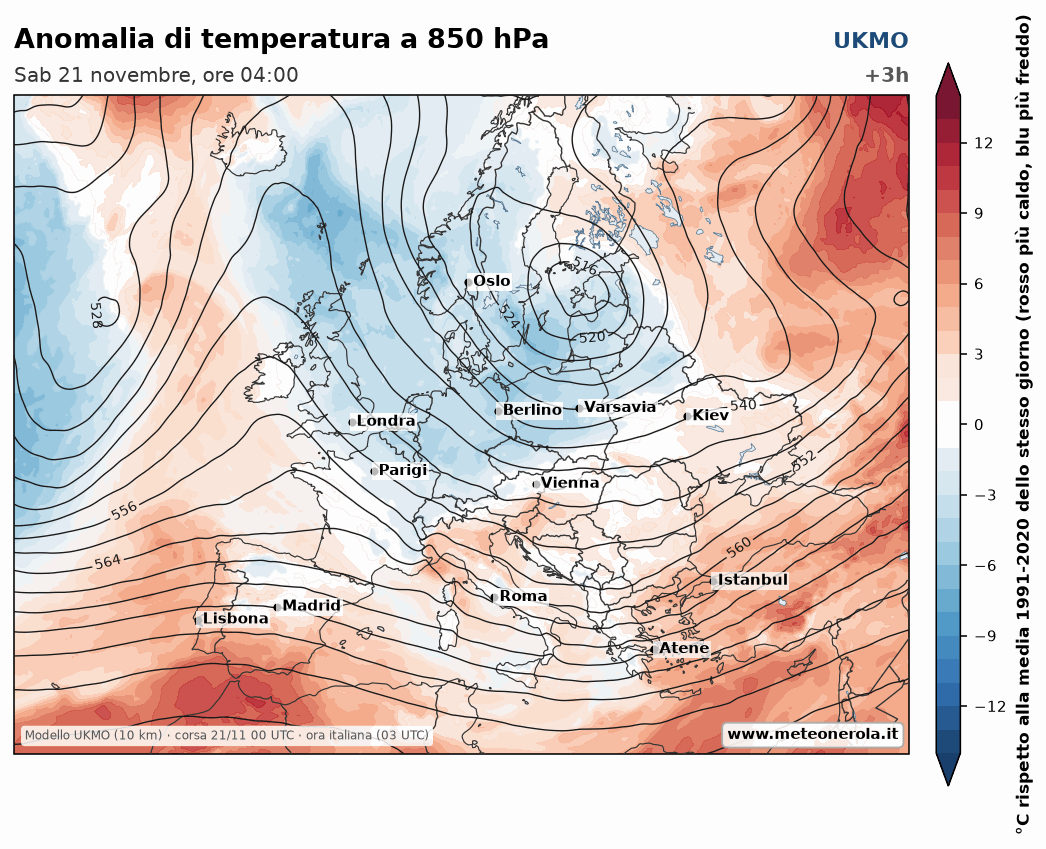 Anomalia di temperatura a 850 hPa
UKMO
Sab 21 novembre, ore 04:00
+3h
516
528
Oslo
524
520
540
Berlino
Varsavia
Kiev
Londra
552
Parigi
Vienna
556
560
564
Istanbul
Roma
Madrid
Lisbona
Atene
Modello UKMO (10 km) · corsa 21/11 00 UTC · ora italiana (03 UTC)
www.meteonerola.it
12
9
6
3
0
−3
−6
−9
−12
°C rispetto alla media 1991-2020 dello stesso giorno (rosso più caldo, blu più freddo)